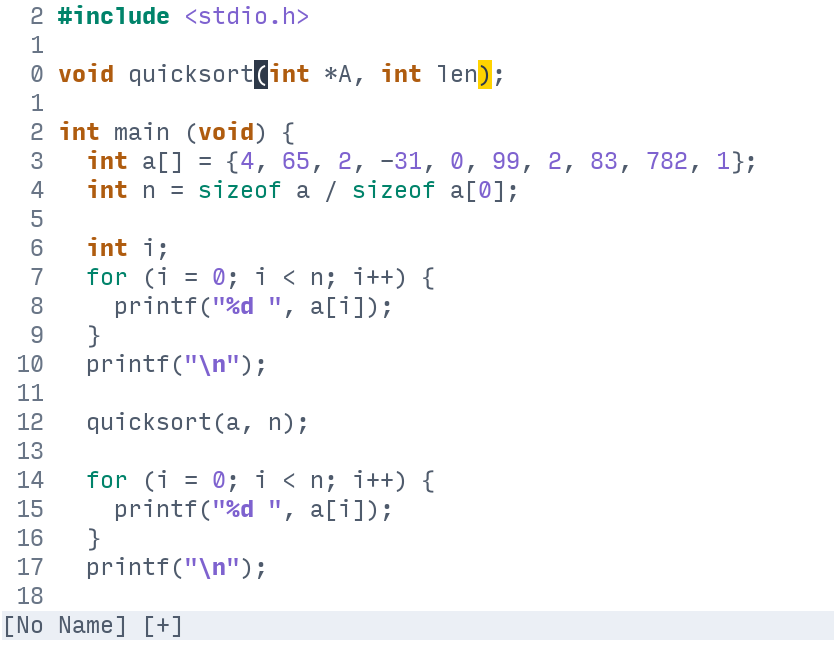 2 #include <stdio.h>
1
0 void quicksort(int *A, int len);
1
2 int main (void) {
3   int a[] = {4, 65, 2, -31, 0, 99, 2, 83, 782, 1};
4   int n = sizeof a / sizeof a[0];
5
6   int i;
7   for (i = 0; i < n; i++) {
8     printf("%d ", a[i]);
9   }
10   printf("\n");
11
12   quicksort(a, n);
13
14   for (i = 0; i < n; i++) {
15     printf("%d ", a[i]);
16   }
17   printf("\n");
18
[No Name] [+]